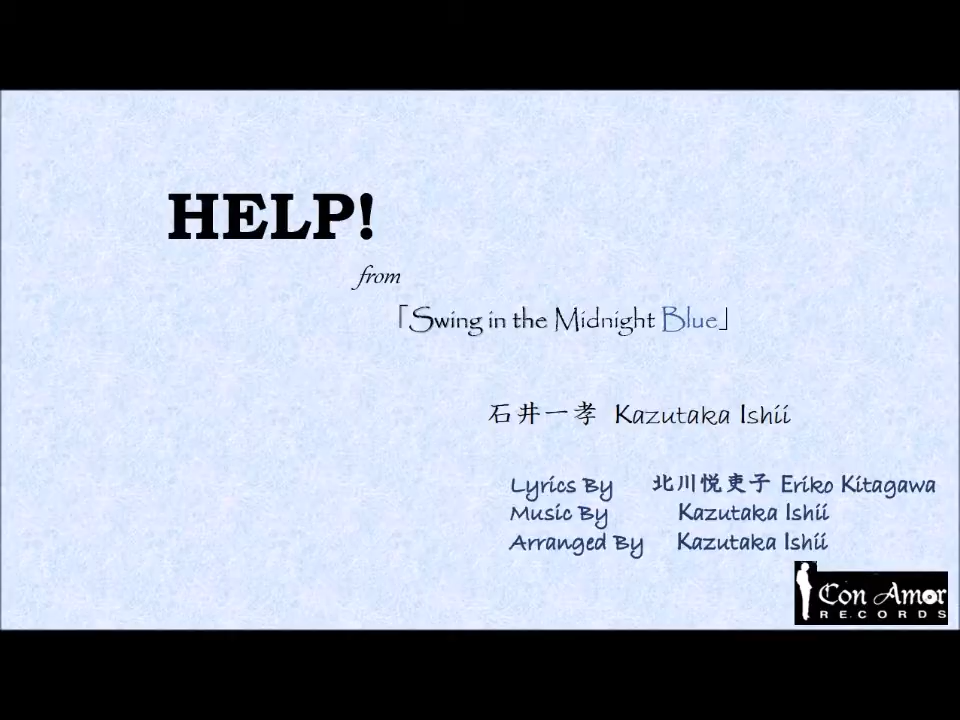 HELP!
from
「Swing in the Midnight Blue」
石井一孝 Kazutaka Ishii
Lyrics By 北川悦吏子 Eriko Kitagawa
Music By Kazutaka Ishii
Arranged By Kazutaka Ishii
Con Amor
RECORDS